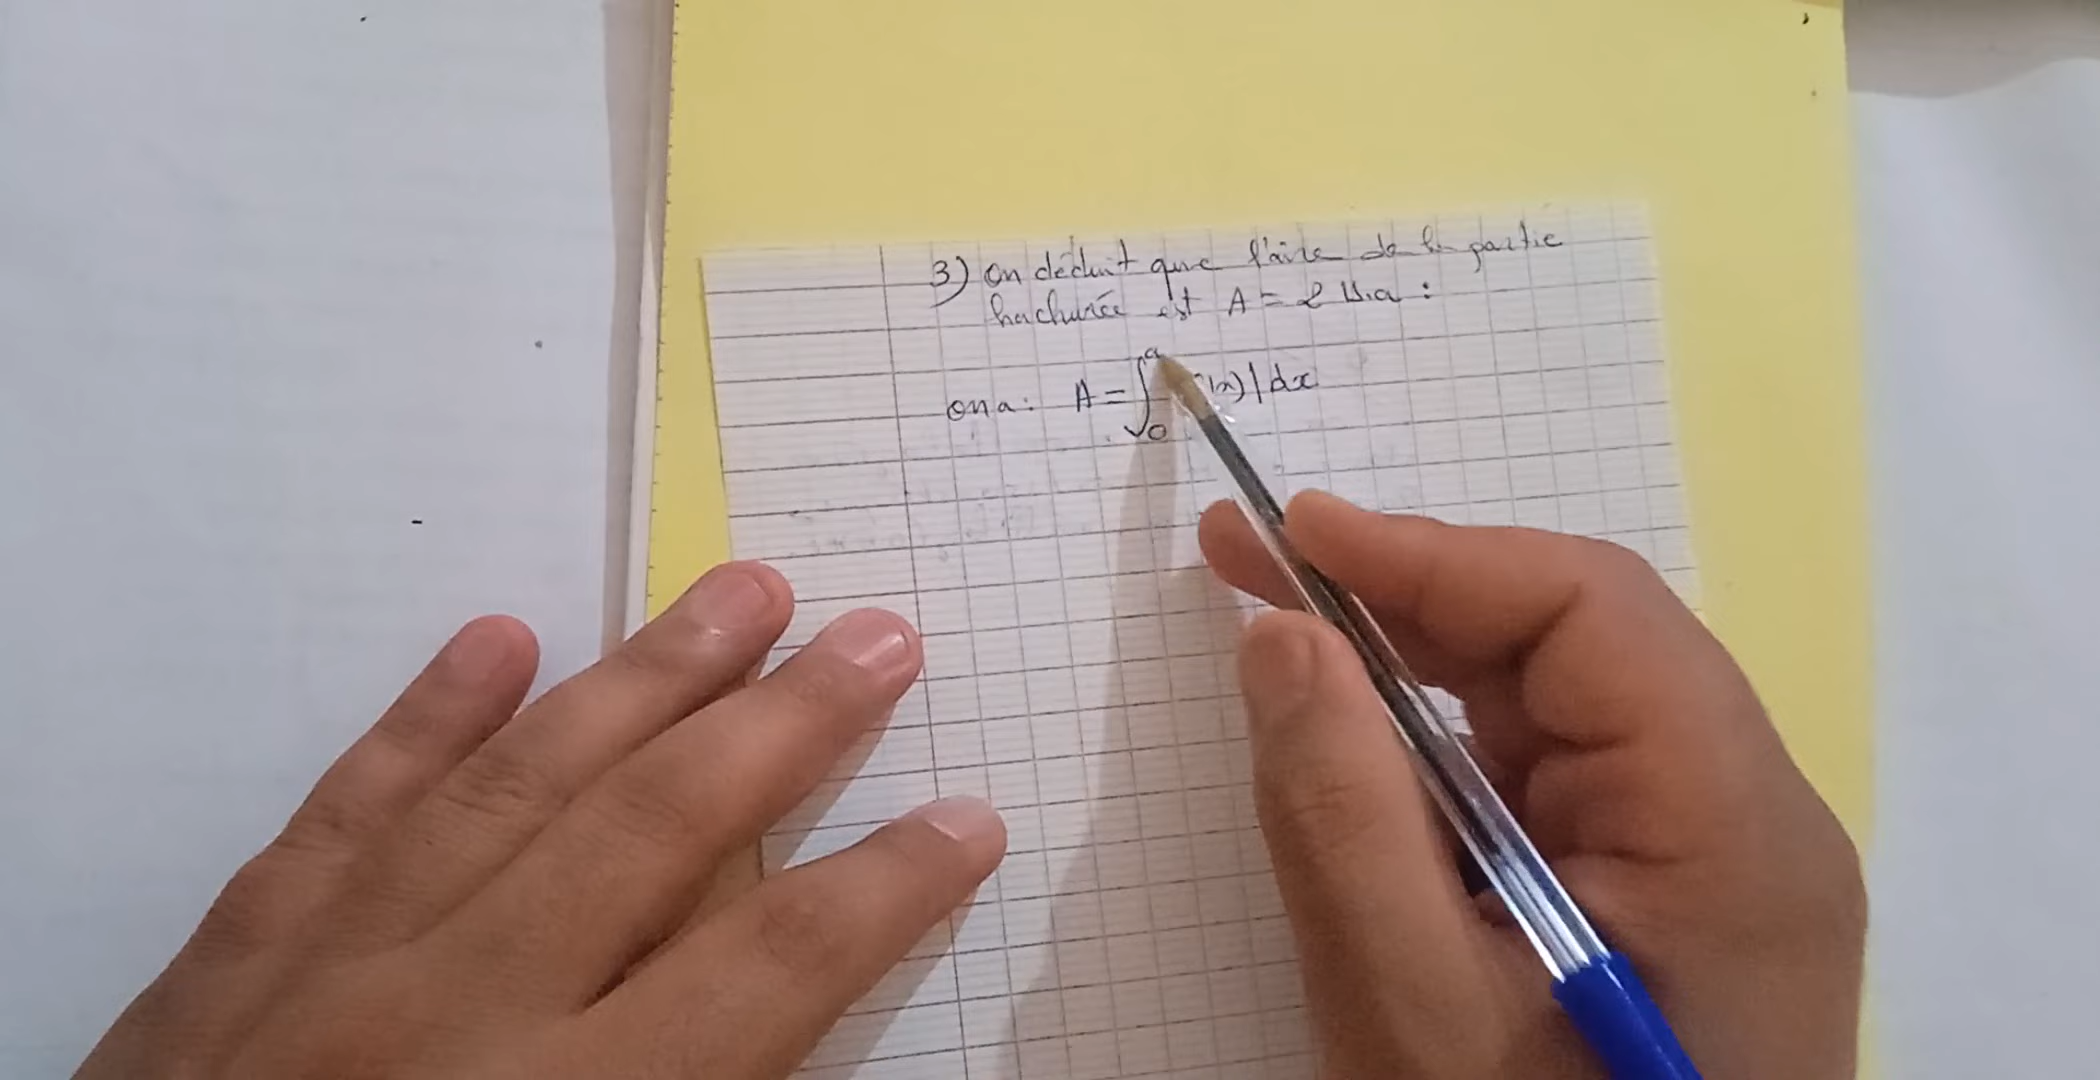 3) on déduit que l'aire de la partie
hachurée est A = 2 U.a :
on a : A = ∫₀ᵃ (x)| dx